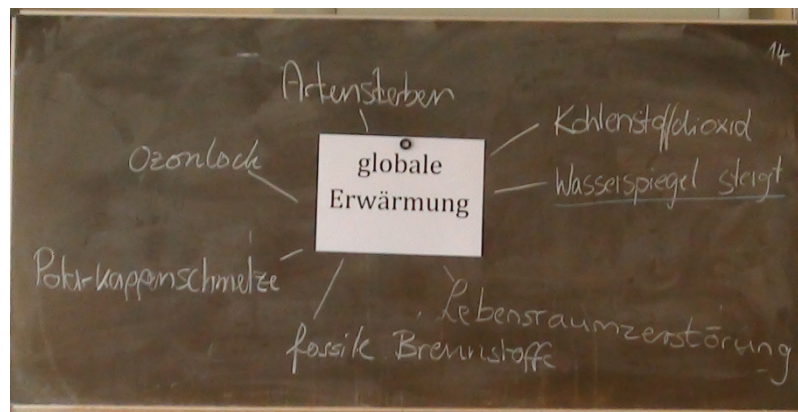 14
Artensterben
Kohlenstoffdioxid
Ozonloch
globale
Erwärmung
Wasserspiegel steigt
Polarkappenschmelze
Lebensraumzerstörung
fossile Brennstoffe